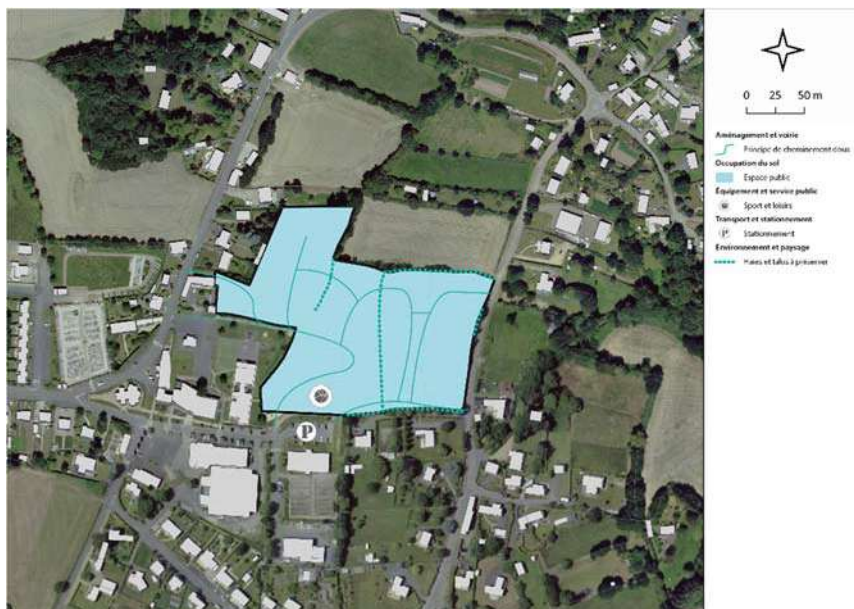 0 25 50 m
Aménagement et voirie
Principe de cheminement doux
Occupation du sol
Espace public
Équipement et service public
Sport et loisirs
Transport et stationnement
P Stationnement
Environnement et paysage
Haies et talus à préserver
P